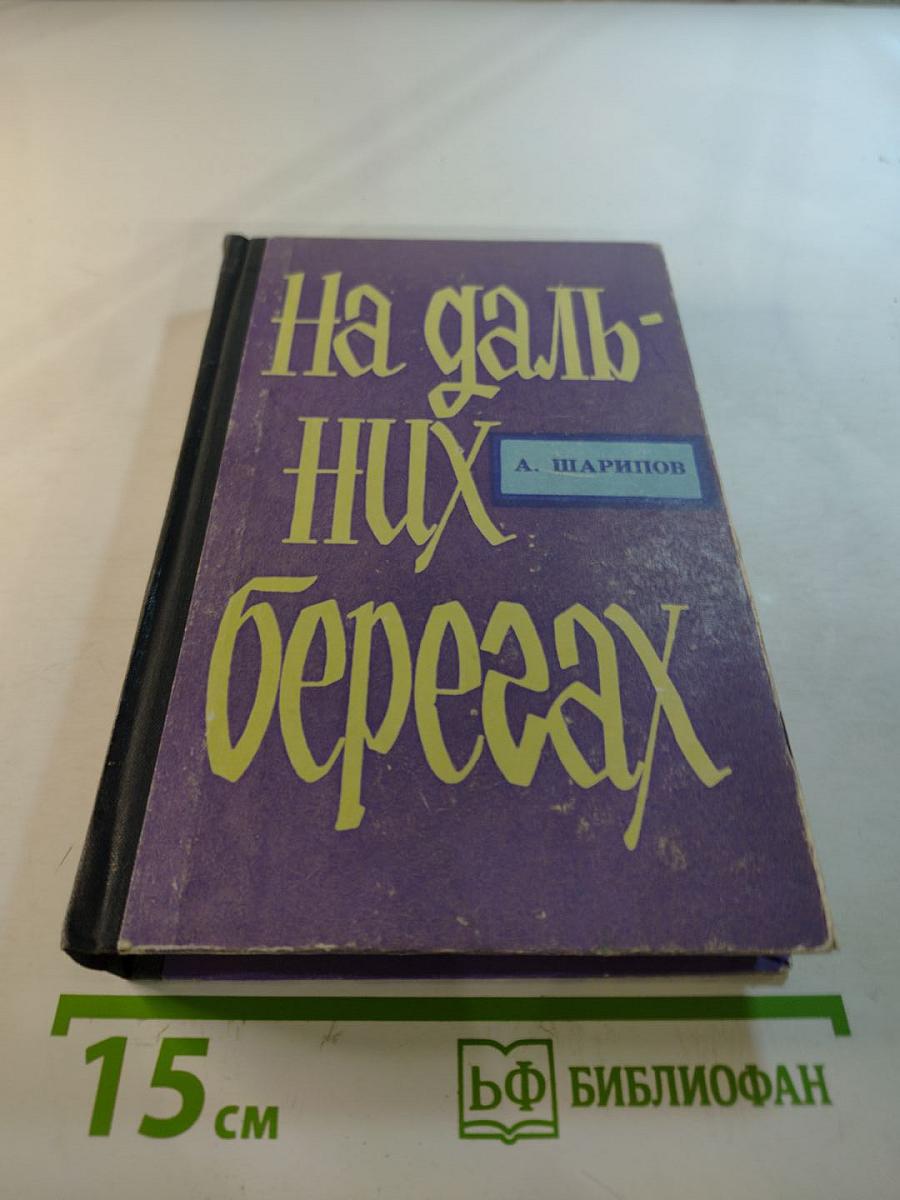 На даль-
них
А. ШАРИПОВ
берегах
15 см
ЬФ БИБЛИОФАН